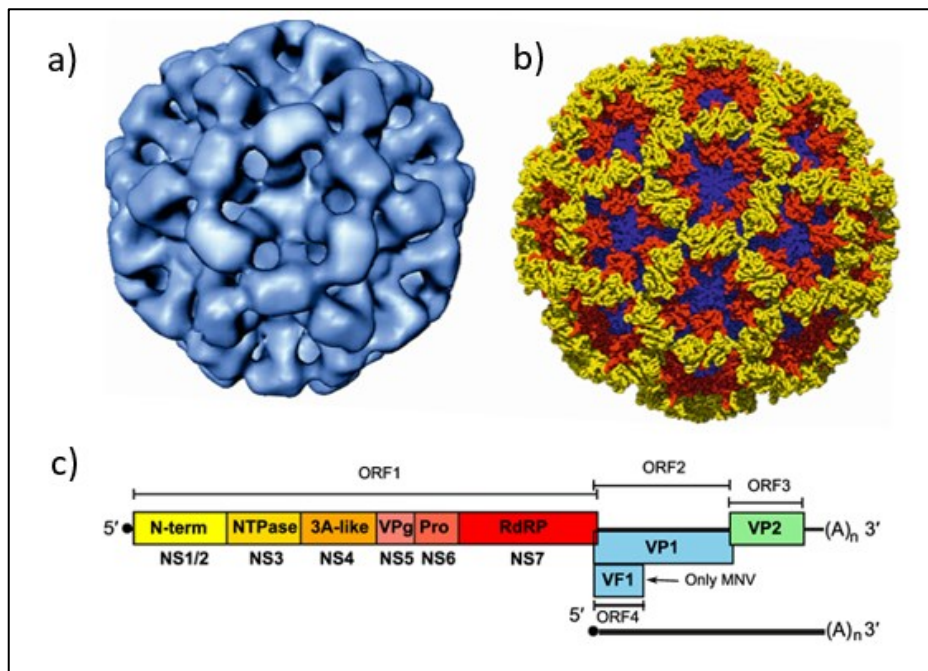 a)
b)
c)
ORF1
ORF2
ORF3
5′ N-term NTPase 3A-like VPg Pro RdRP VP2 (A)n 3′
NS1/2 NS3 NS4 NS5 NS6 NS7 VP1
VF1 Only MNV
5′ ORF4 (A)n 3′